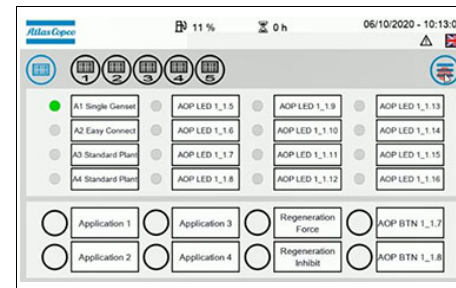 Atlas Copco 11 % 0 h 06/10/2020 - 10:13:0
1 2 3 4 5
A1 Single Genset AOP LED 1_1.5 AOP LED 1_1.9 AOP LED 1_1.13
A2 Easy Connect AOP LED 1_1.6 AOP LED 1_1.10 AOP LED 1_1.14
A3 Standard Plant AOP LED 1_1.7 AOP LED 1_1.11 AOP LED 1_1.15
A4 Standard Plant AOP LED 1_1.8 AOP LED 1_1.12 AOP LED 1_1.16
Application 1 Application 3 Regeneration Force AOP BTN 1_1.7
Application 2 Application 4 Regeneration Inhibit AOP BTN 1_1.8